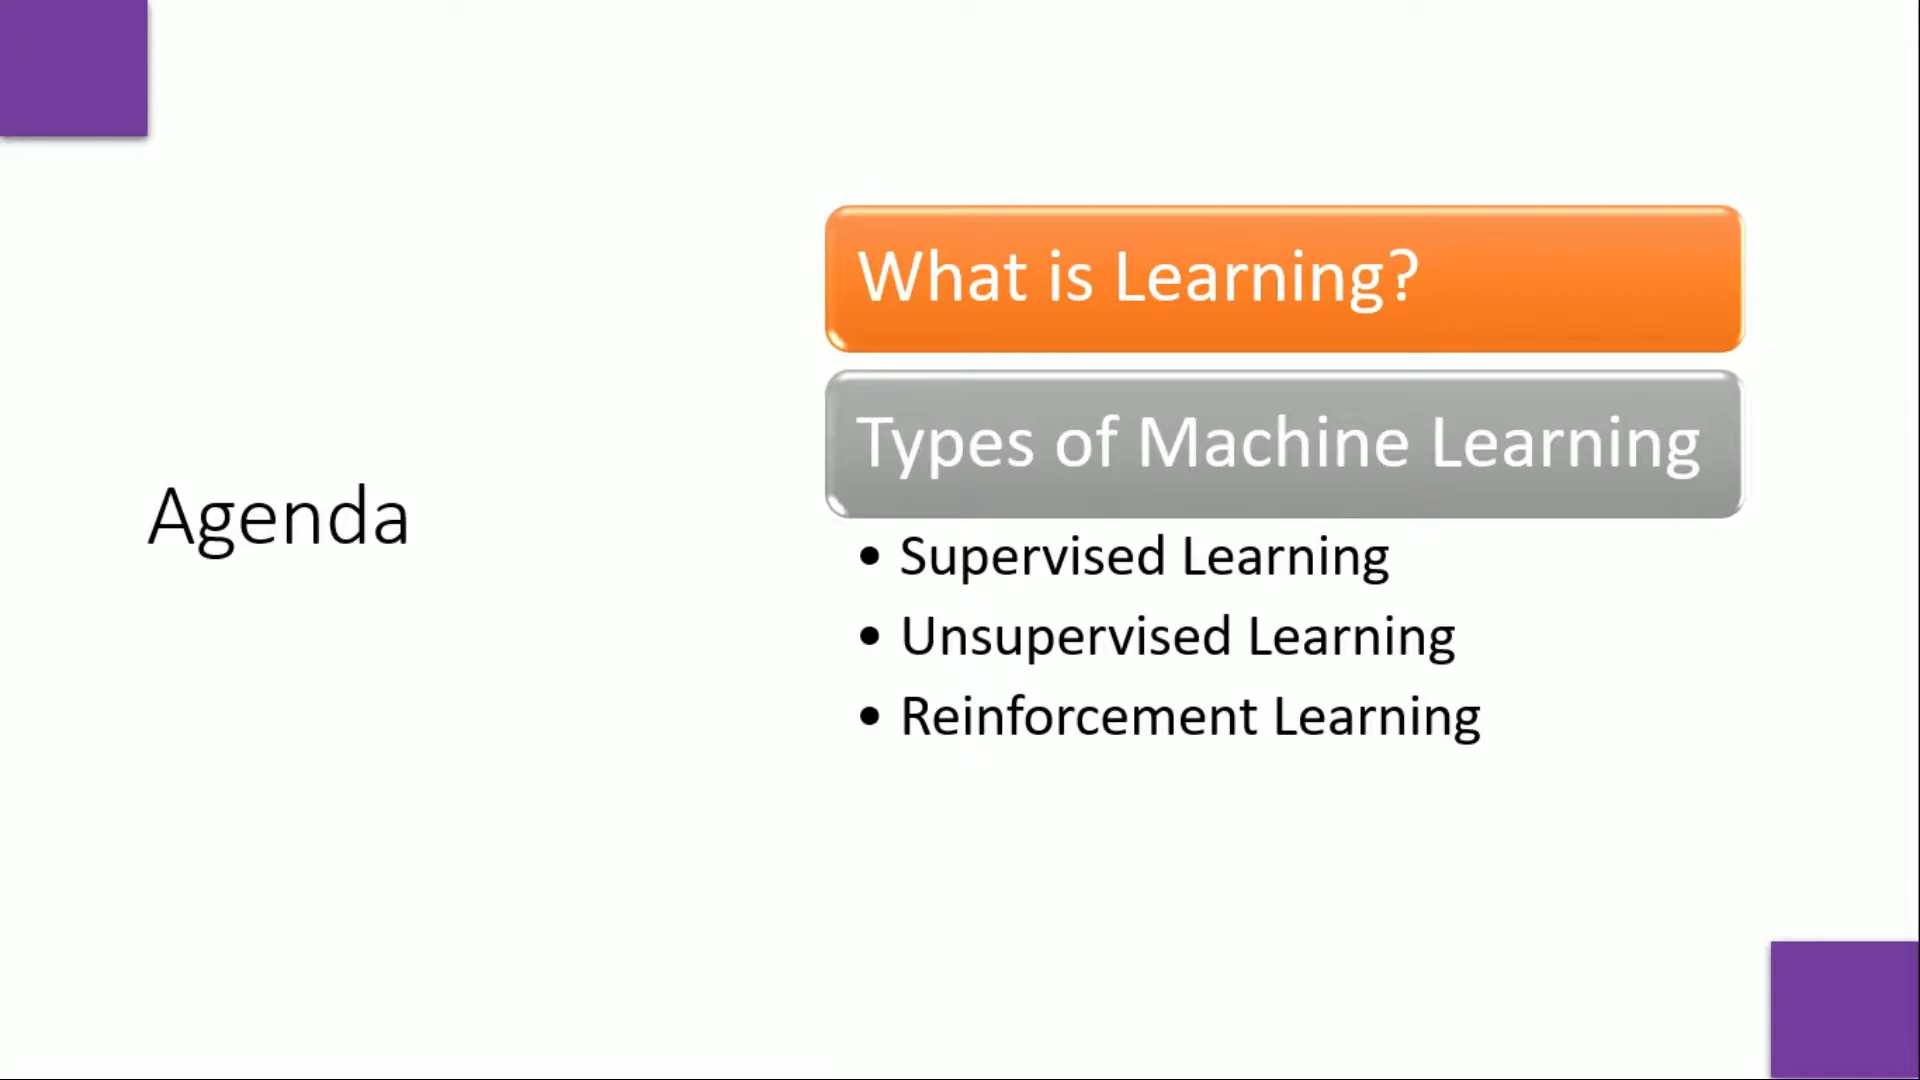 Agenda
What is Learning?
Types of Machine Learning
• Supervised Learning
• Unsupervised Learning
• Reinforcement Learning